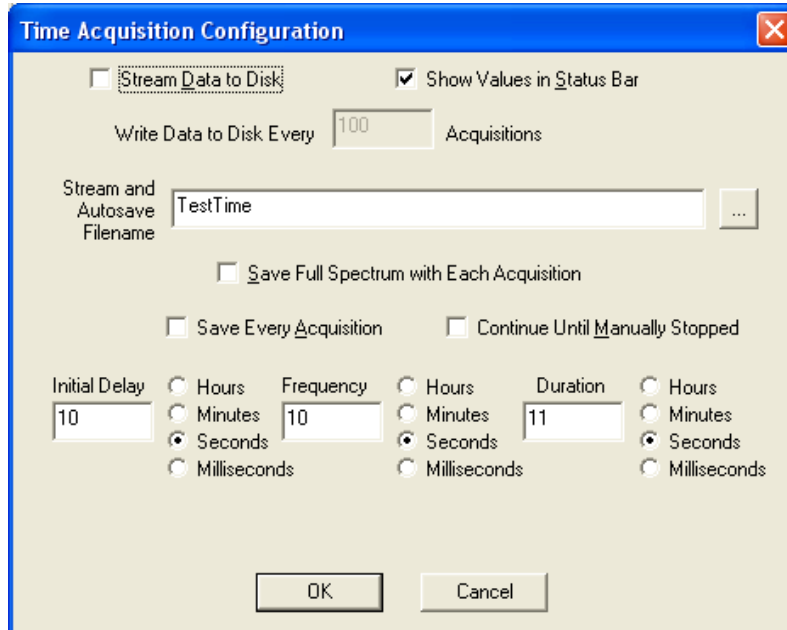 Time Acquisition Configuration
Stream Data to Disk
Show Values in Status Bar
Write Data to Disk Every 100 Acquisitions
Stream and
Autosave
Filename
TestTime
...
Save Full Spectrum with Each Acquisition
Save Every Acquisition
Continue Until Manually Stopped
Initial Delay
10
Hours
Minutes
Seconds
Milliseconds
Frequency
10
Hours
Minutes
Seconds
Milliseconds
Duration
11
Hours
Minutes
Seconds
Milliseconds
OK
Cancel